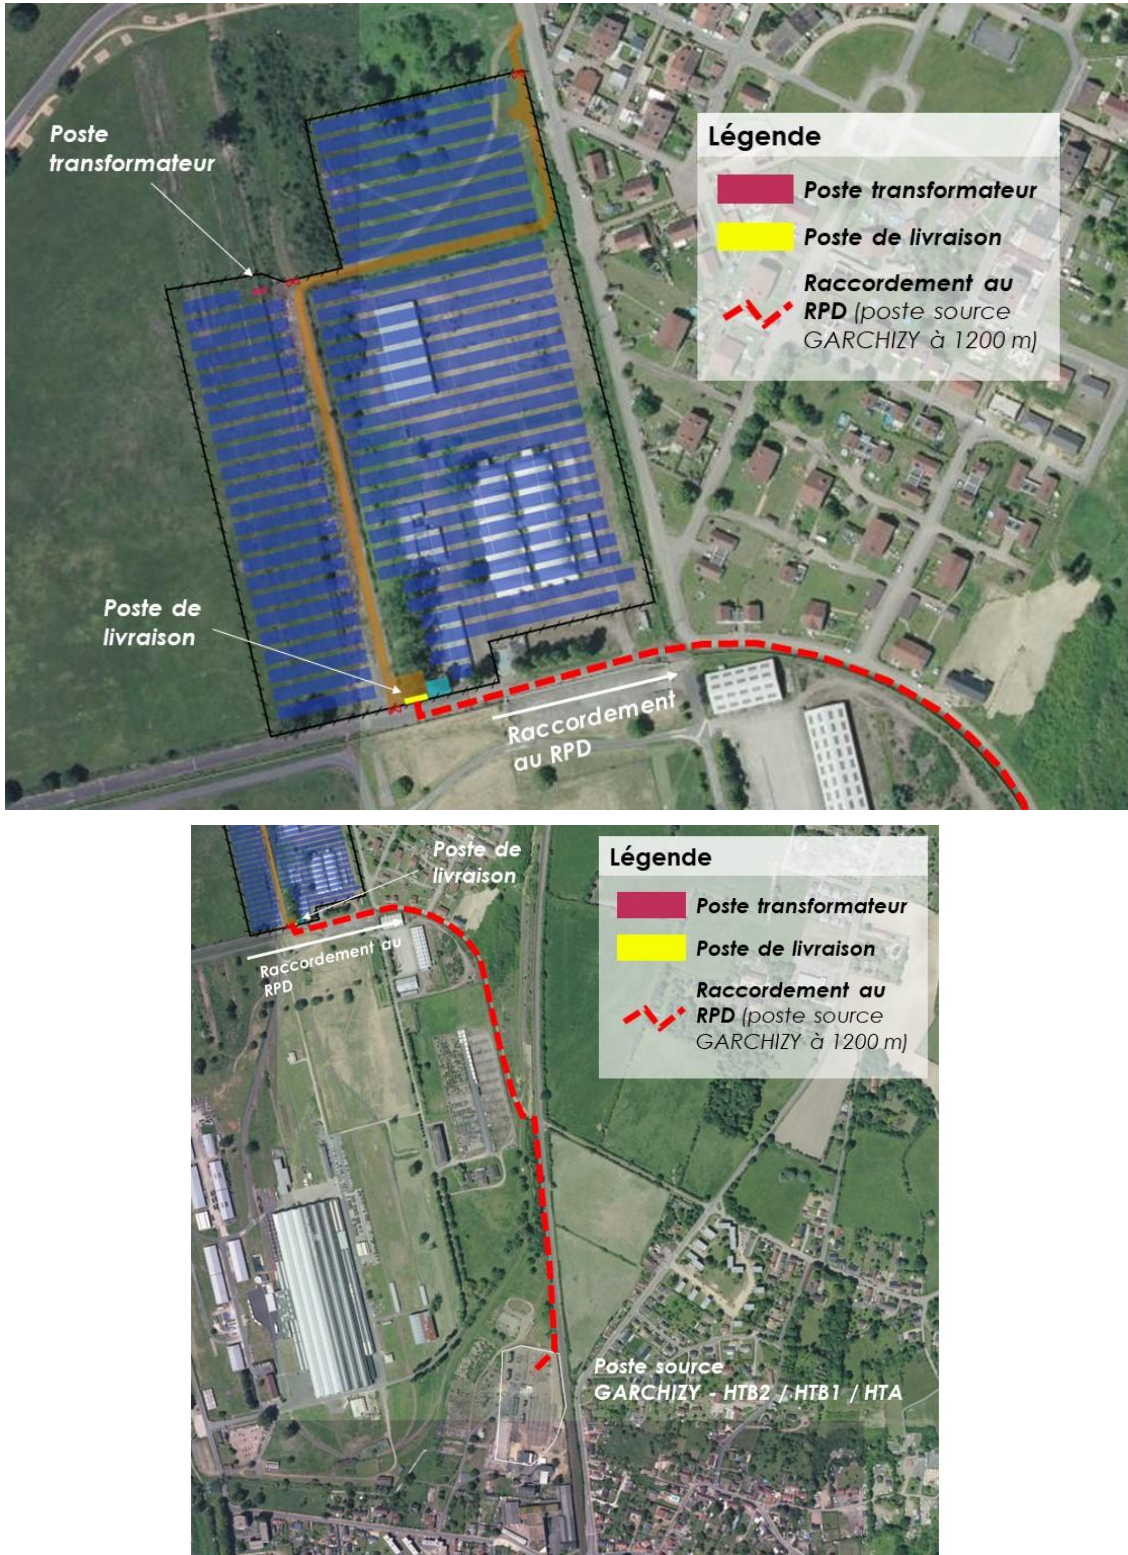 Poste
transformateur
Légende
Poste transformateur
Poste de livraison
Raccordement au
RPD (poste source
GARCHIZY à 1200 m)
Poste de
livraison
Raccordement
au RPD
Poste de
livraison
Légende
Poste transformateur
Poste de livraison
Raccordement au
RPD (poste source
GARCHIZY à 1200 m)
Raccordement au
RPD
Poste source
GARCHIZY - HTB2 / HTB1 / HTA